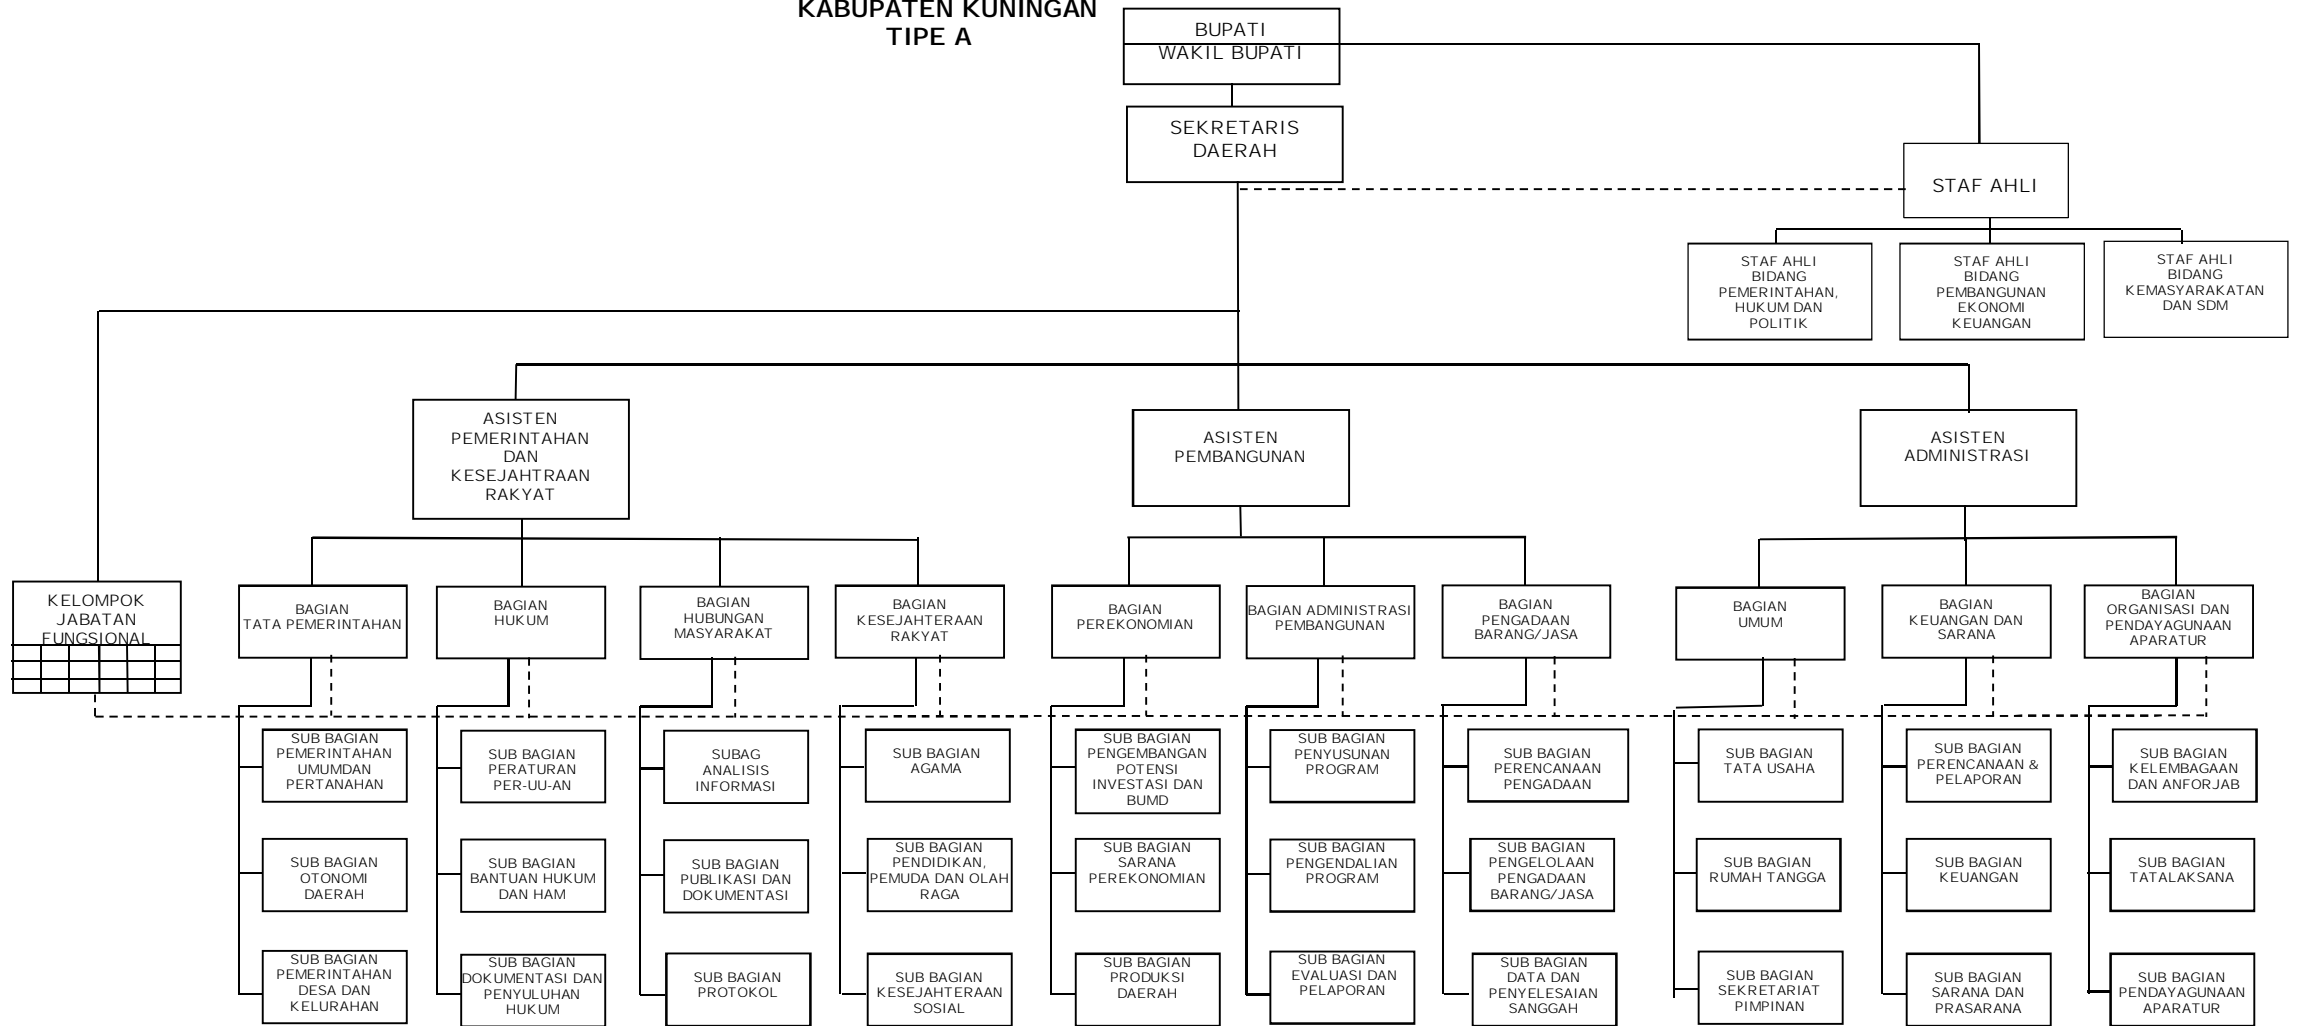 KABUPATEN KUNINGAN
TIPE A
BUPATI
WAKIL BUPATI
SEKRETARIS
DAERAH
STAF AHLI
STAF AHLI
BIDANG
PEMERINTAHAN,
HUKUM DAN
POLITIK
STAF AHLI
BIDANG
PEMBANGUNAN
EKONOMI
KEUANGAN
STAF AHLI
BIDANG
KEMASYARAKATAN
DAN SDM
ASISTEN
PEMERINTAHAN
DAN
KESEJAHTRAAN
RAKYAT
ASISTEN
PEMBANGUNAN
ASISTEN
ADMINISTRASI
KELOMPOK
JABATAN
FUNGSIONAL
BAGIAN
TATA PEMERINTAHAN
BAGIAN
HUKUM
BAGIAN
HUBUNGAN
MASYARAKAT
BAGIAN
KESEJAHTERAAN
RAKYAT
BAGIAN
PEREKONOMIAN
BAGIAN ADMINISTRASI
PEMBANGUNAN
BAGIAN
PENGADAAN
BARANG/JASA
BAGIAN
UMUM
BAGIAN
KEUANGAN DAN
SARANA
BAGIAN
ORGANISASI DAN
PENDAYAGUNAAN
APARATUR
SUB BAGIAN
PEMERINTAHAN
UMUMDAN
PERTANAHAN
SUB BAGIAN
PERATURAN
PER-UU-AN
SUBAG
ANALISIS
INFORMASI
SUB BAGIAN
AGAMA
SUB BAGIAN
PENGEMBANGAN
POTENSI
INVESTASI DAN
BUMD
SUB BAGIAN
PENYUSUNAN
PROGRAM
SUB BAGIAN
PERENCANAAN
PENGADAAN
SUB BAGIAN
TATA USAHA
SUB BAGIAN
PERENCANAAN &
PELAPORAN
SUB BAGIAN
KELEMBAGAAN
DAN ANFORJAB
SUB BAGIAN
OTONOMI
DAERAH
SUB BAGIAN
BANTUAN HUKUM
DAN HAM
SUB BAGIAN
PUBLIKASI DAN
DOKUMENTASI
SUB BAGIAN
PENDIDIKAN,
PEMUDA DAN OLAH
RAGA
SUB BAGIAN
SARANA
PEREKONOMIAN
SUB BAGIAN
PENGENDALIAN
PROGRAM
SUB BAGIAN
PENGELOLAAN
PENGADAAN
BARANG/JASA
SUB BAGIAN
RUMAH TANGGA
SUB BAGIAN
KEUANGAN
SUB BAGIAN
TATALAKSANA
SUB BAGIAN
PEMERINTAHAN
DESA DAN
KELURAHAN
SUB BAGIAN
DOKUMENTASI DAN
PENYULUHAN
HUKUM
SUB BAGIAN
PROTOKOL
SUB BAGIAN
KESEJAHTERAAN
SOSIAL
SUB BAGIAN
PRODUKSI
DAERAH
SUB BAGIAN
EVALUASI DAN
PELAPORAN
SUB BAGIAN
DATA DAN
PENYELESAIAN
SANGGAH
SUB BAGIAN
SEKRETARIAT
PIMPINAN
SUB BAGIAN
SARANA DAN
PRASARANA
SUB BAGIAN
PENDAYAGUNAAN
APARATUR